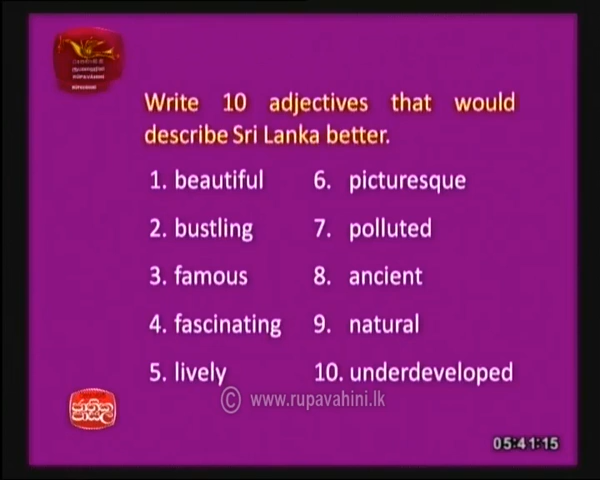 Write 10 adjectives that would
describe Sri Lanka better.
1. beautiful
2. bustling
3. famous
4. fascinating
5. lively
6. picturesque
7. polluted
8. ancient
9. natural
10. underdeveloped
© www.rupavahini.lk
05:41:15